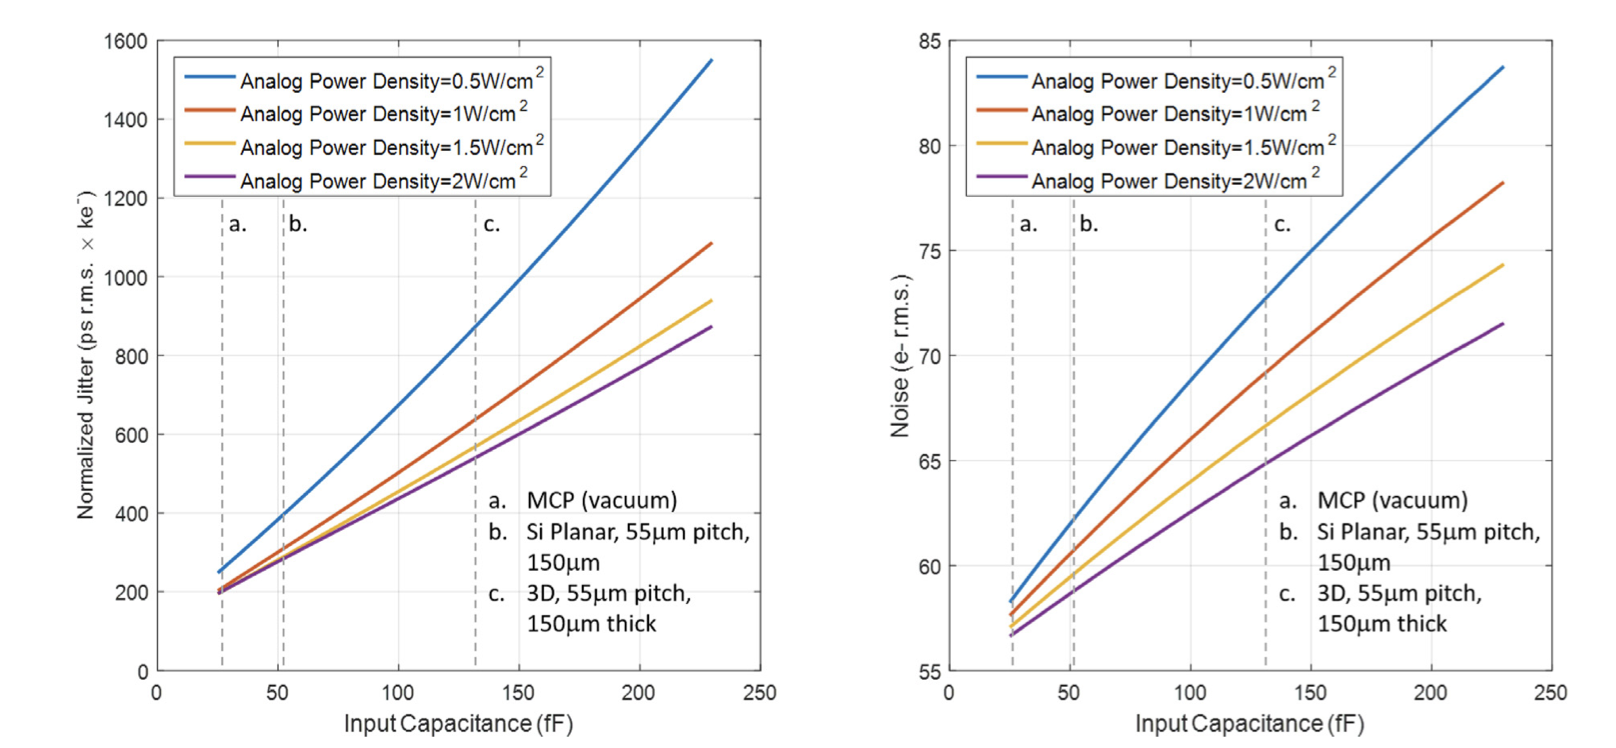 1600
1400
1200
1000
800
600
400
200
0
0 50 100 150 200 250
Normalized Jitter (ps r.m.s. × ke⁻)
Input Capacitance (fF)
Analog Power Density=0.5W/cm²
Analog Power Density=1W/cm²
Analog Power Density=1.5W/cm²
Analog Power Density=2W/cm²
a. b. c.
a. MCP (vacuum)
b. Si Planar, 55μm pitch,
150μm
c. 3D, 55μm pitch,
150μm thick
85
80
75
70
65
60
55
0 50 100 150 200 250
Noise (e- r.m.s.)
Input Capacitance (fF)
Analog Power Density=0.5W/cm²
Analog Power Density=1W/cm²
Analog Power Density=1.5W/cm²
Analog Power Density=2W/cm²
a. b. c.
a. MCP (vacuum)
b. Si Planar, 55μm pitch,
150μm
c. 3D, 55μm pitch,
150μm thick